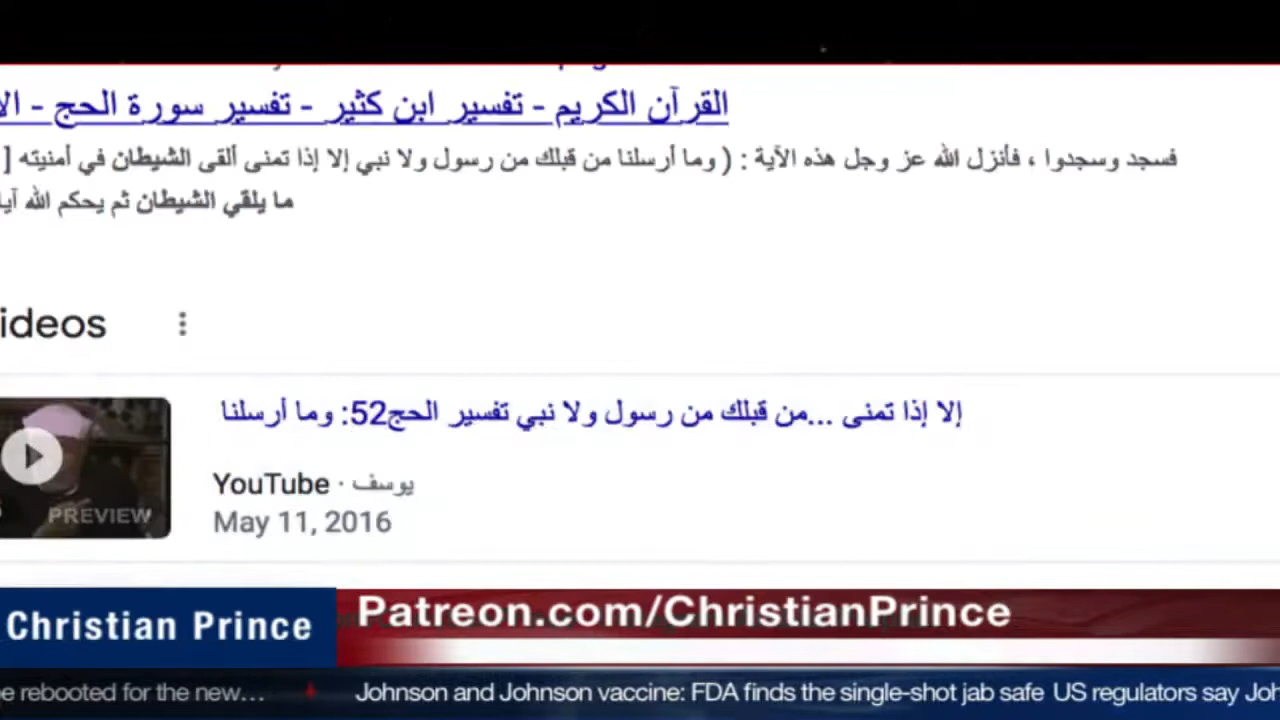 القرآن الكريم - تفسير ابن كثير - تفسير سورة الحج -
فسجد وسجدوا ، فأنزل الله عز وجل هذه الآية : ( وما أرسلنا من قبلك من رسول ولا نبي إلا إذا تمنى ألقى الشيطان في أمنيته [
ما يلقي الشيطان ثم يحكم الله
ideos
إلا إذا تمنى ...من قبلك من رسول ولا نبي تفسير الحج52: وما أرسلنا
YouTube · يوسف
PREVIEW
May 11, 2016
Christian Prince
Patreon.com/ChristianPrince
e rebooted for the new... Johnson and Johnson vaccine: FDA finds the single-shot jab safe US regulators say Joh